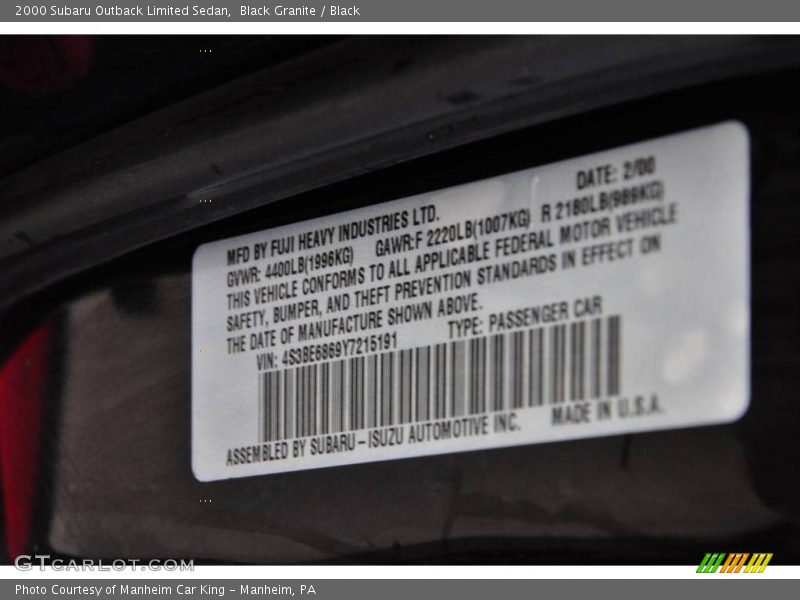 2000 Subaru Outback Limited Sedan,  Black Granite / Black
MFD BY FUJI HEAVY INDUSTRIES LTD. DATE: 2/00
GVWR: 4400LB(1996KG) GAWR:F 2220LB(1007KG) R 2180LB(989KG)
THIS VEHICLE CONFORMS TO ALL APPLICABLE FEDERAL MOTOR VEHICLE
SAFETY, BUMPER, AND THEFT PREVENTION STANDARDS IN EFFECT ON
THE DATE OF MANUFACTURE SHOWN ABOVE.
VIN: 4S3BE6869Y7215191 TYPE: PASSENGER CAR
ASSEMBLED BY SUBARU-ISUZU AUTOMOTIVE INC. MADE IN U.S.A.
GTCARLOT.COM
Photo Courtesy of Manheim Car King - Manheim, PA